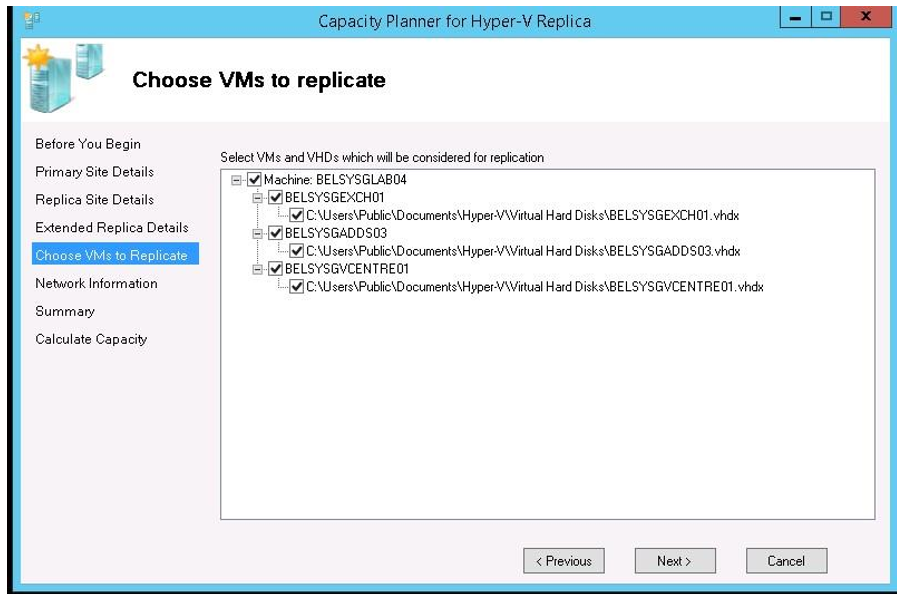 Capacity Planner for Hyper-V Replica
Choose VMs to replicate
Before You Begin
Primary Site Details
Replica Site Details
Extended Replica Details
Choose VMs to Replicate
Network Information
Summary
Calculate Capacity
Select VMs and VHDs which will be considered for replication
Machine: BELSYSGLAB04
BELSYSGEXCH01
C:\Users\Public\Documents\Hyper-V\Virtual Hard Disks\BELSYSGEXCH01.vhdx
BELSYSGADDS03
C:\Users\Public\Documents\Hyper-V\Virtual Hard Disks\BELSYSGADDS03.vhdx
BELSYSGVCENTRE01
C:\Users\Public\Documents\Hyper-V\Virtual Hard Disks\BELSYSGVCENTRE01.vhdx
< Previous
Next >
Cancel